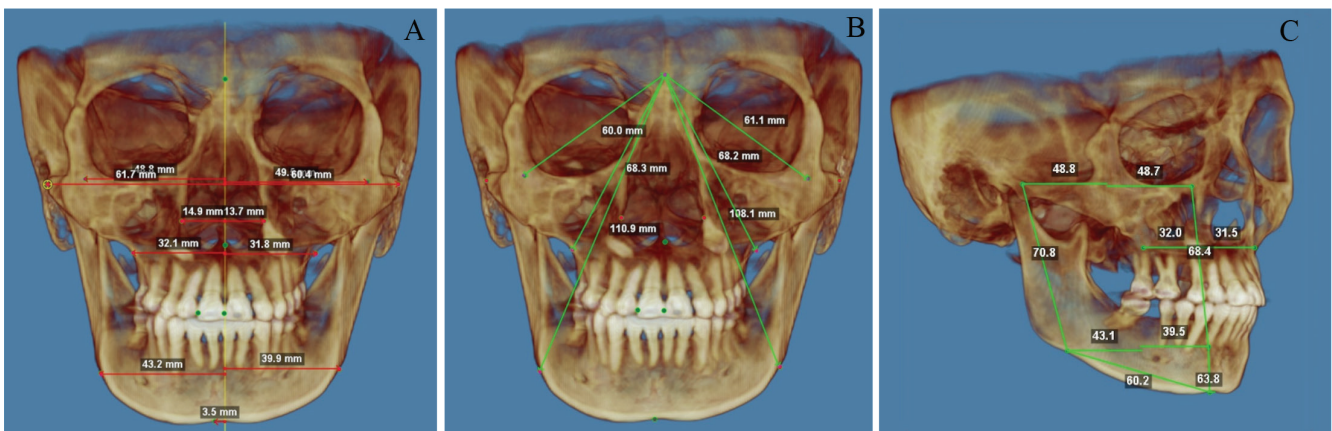 A
48.8 mm
61.7 mm
60.4 mm
14.9 mm
13.7 mm
32.1 mm
31.8 mm
43.2 mm
39.9 mm
3.5 mm
B
60.0 mm
61.1 mm
68.3 mm
68.2 mm
110.9 mm
108.1 mm
C
48.8
48.7
32.0
31.5
68.4
70.8
43.1
39.5
60.2
63.8